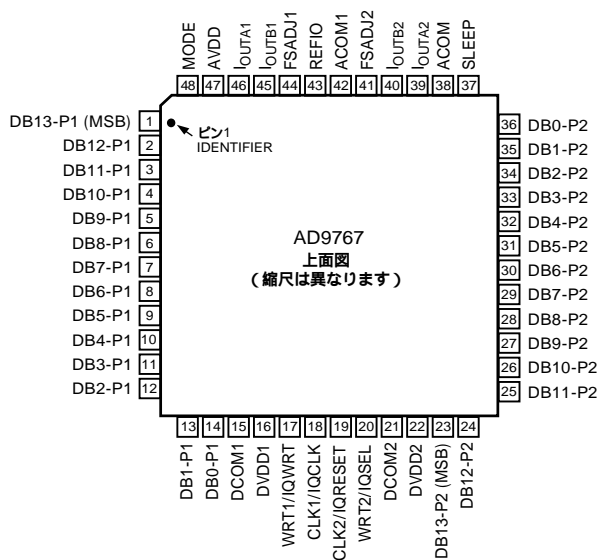 MODE
AVDD
IOUTA1
IOUTB1
FSADJ1
REFIO
ACOM1
FSADJ2
IOUTB2
IOUTA2
ACOM
SLEEP
48 47 46 45 44 43 42 41 40 39 38 37
DB13-P1 (MSB) 1
DB12-P1 2
DB11-P1 3
DB10-P1 4
DB9-P1 5
DB8-P1 6
DB7-P1 7
DB6-P1 8
DB5-P1 9
DB4-P1 10
DB3-P1 11
DB2-P1 12
ピン1
IDENTIFIER
AD9767
上面図
(縮尺は異なります)
36 DB0-P2
35 DB1-P2
34 DB2-P2
33 DB3-P2
32 DB4-P2
31 DB5-P2
30 DB6-P2
29 DB7-P2
28 DB8-P2
27 DB9-P2
26 DB10-P2
25 DB11-P2
13 14 15 16 17 18 19 20 21 22 23 24
DB1-P1
DB0-P1
DCOM1
DVDD1
WRT1/IQWRT
CLK1/IQCLK
CLK2/IQRESET
WRT2/IQSEL
DCOM2
DVDD2
DB13-P2 (MSB)
DB12-P2